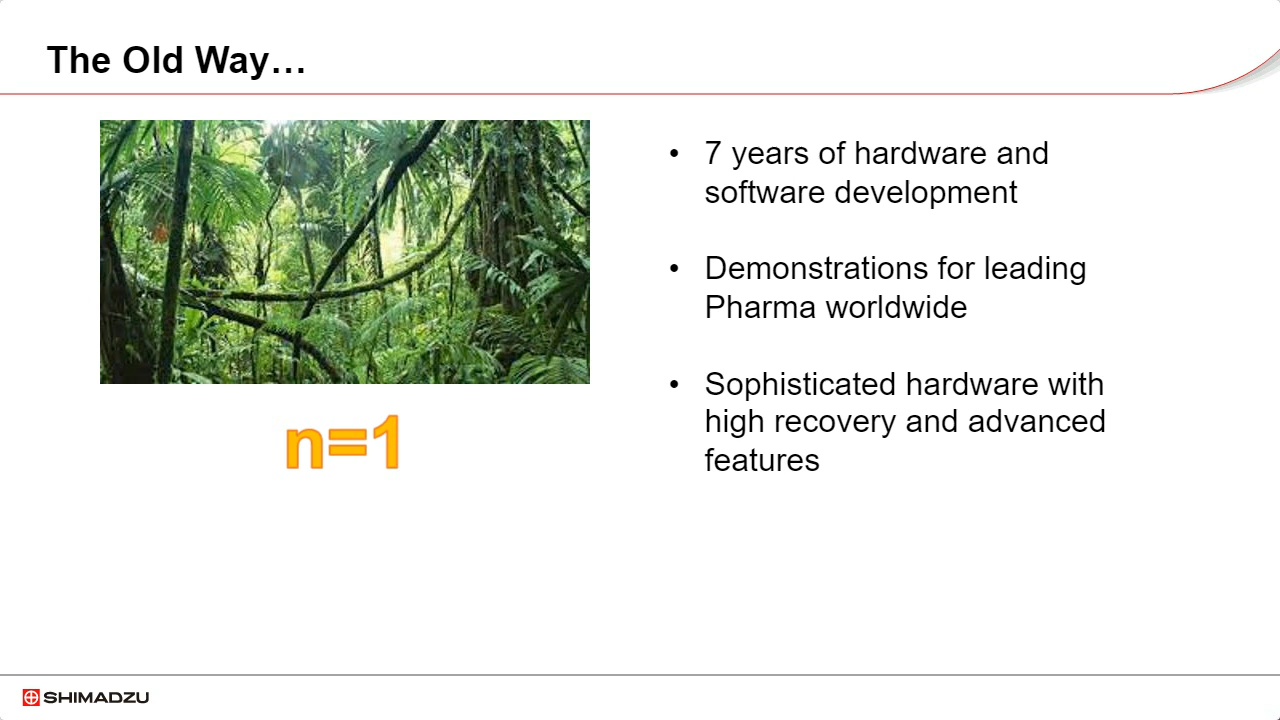 The Old Way…
n=1
• 7 years of hardware and
software development
• Demonstrations for leading
Pharma worldwide
• Sophisticated hardware with
high recovery and advanced
features
SHIMADZU